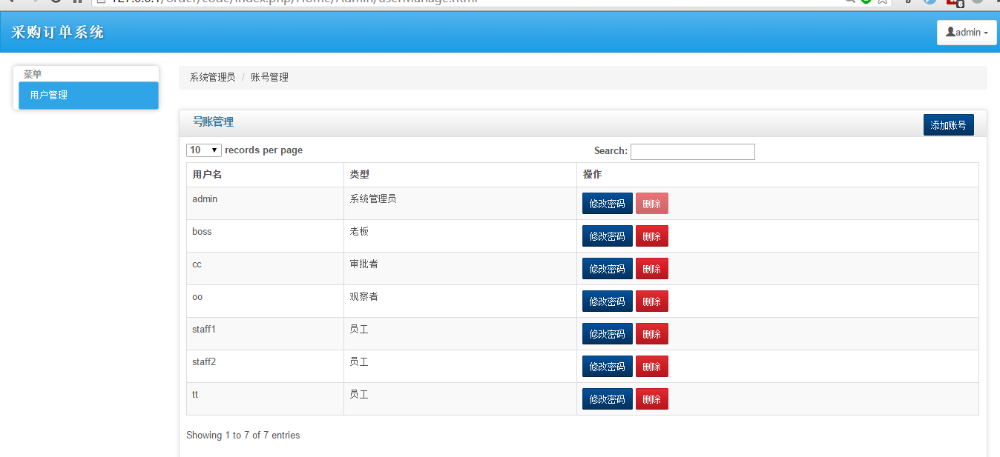 127.0.0.1/order/code/index.php/Home/Admin/userManage.html
6
采购订单系统
admin
菜单
用户管理
系统管理员 / 账号管理
号账管理
添加账号
10 records per page
Search:
用户名 类型 操作
admin 系统管理员 修改密码 删除
boss 老板 修改密码 删除
cc 审批者 修改密码 删除
oo 观察者 修改密码 删除
staff1 员工 修改密码 删除
staff2 员工 修改密码 删除
tt 员工 修改密码 删除
Showing 1 to 7 of 7 entries